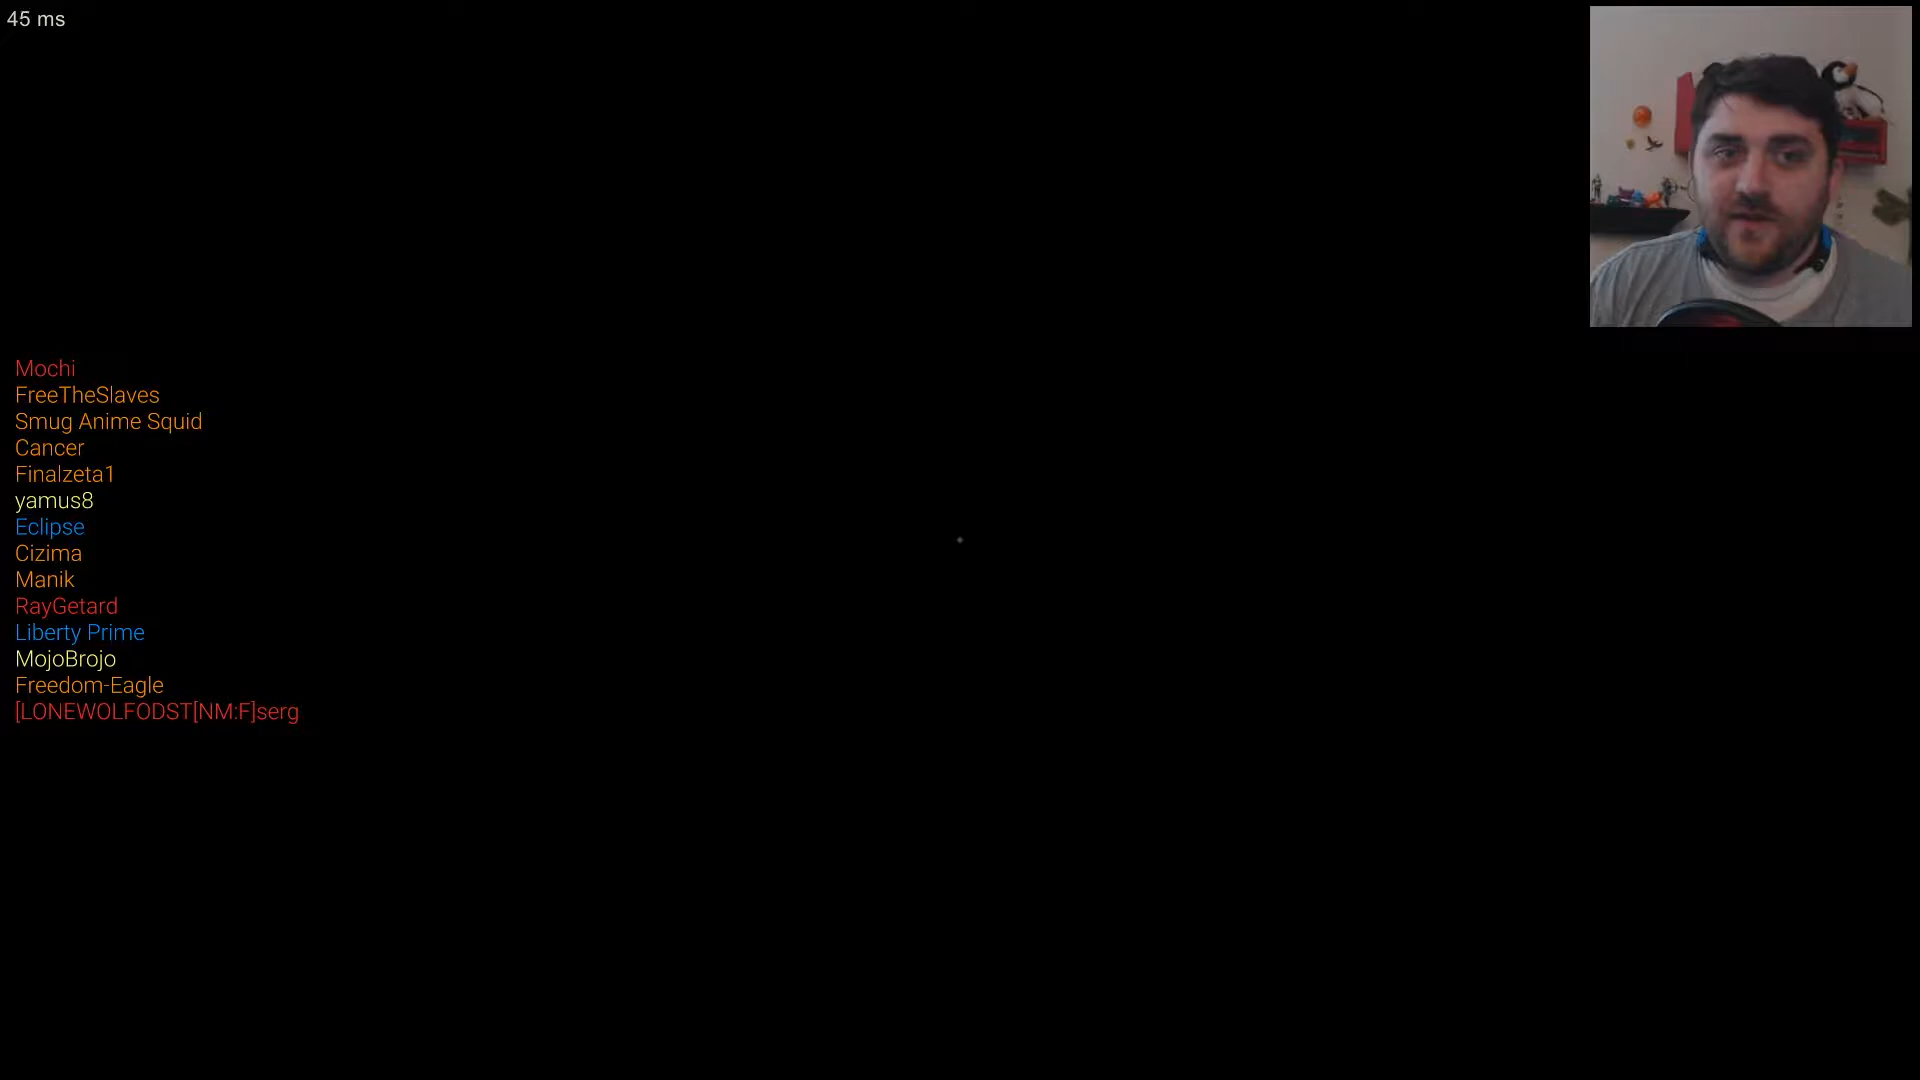 45 ms
Mochi
FreeTheSlaves
Smug Anime Squid
Cancer
Finalzeta1
yamus8
Eclipse
Cizima
Manik
RayGetard
Liberty Prime
MojoBrojo
Freedom-Eagle
[LONEWOLFODST[NM:F]serg